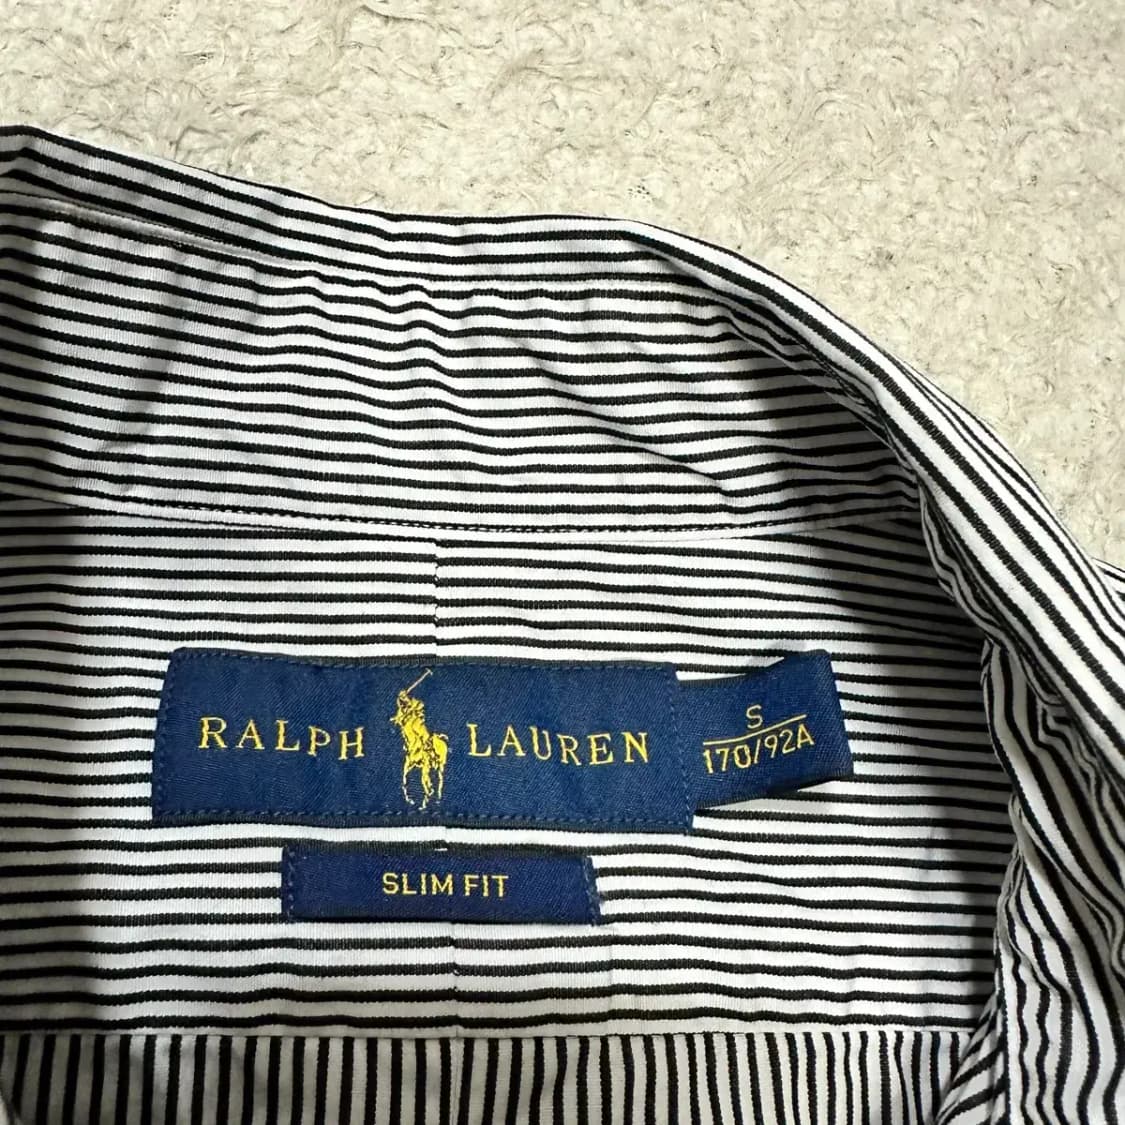 RALPH LAUREN
S
170/92A
SLIM FIT